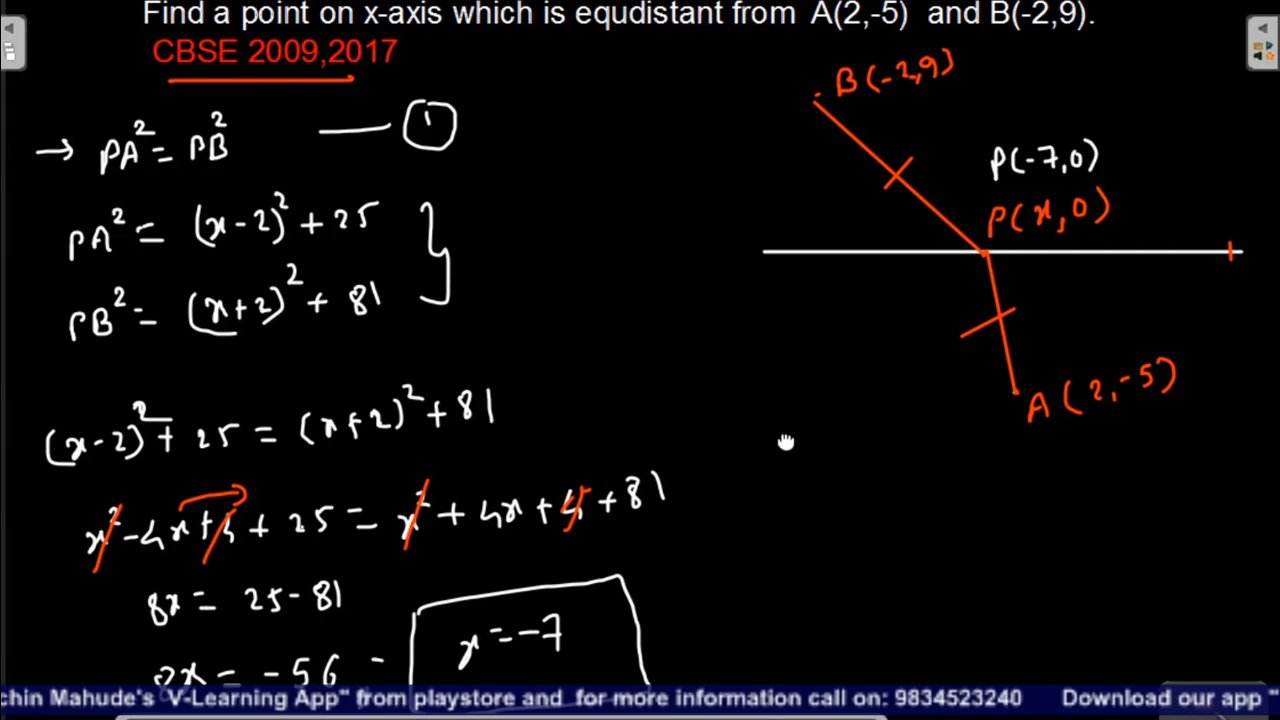 Find a point on x-axis which is equdistant from A(2,-5) and B(-2,9).
CBSE 2009,2017
→ PA² = PB² — ①
PA² = (x-2)² + 25
PB² = (x+2)² + 81
(x-2)² + 25 = (x+2)² + 81
x² - 4x + 4 + 25 = x² + 4x + 4 + 81
8x = 25 - 81
8x = -56
x = -7
B(-2,9)
P(-7,0)
P(x,0)
A(2,-5)
chin Mahude's "V-Learning App" from playstore and for more information call on: 9834523240 Download our app "